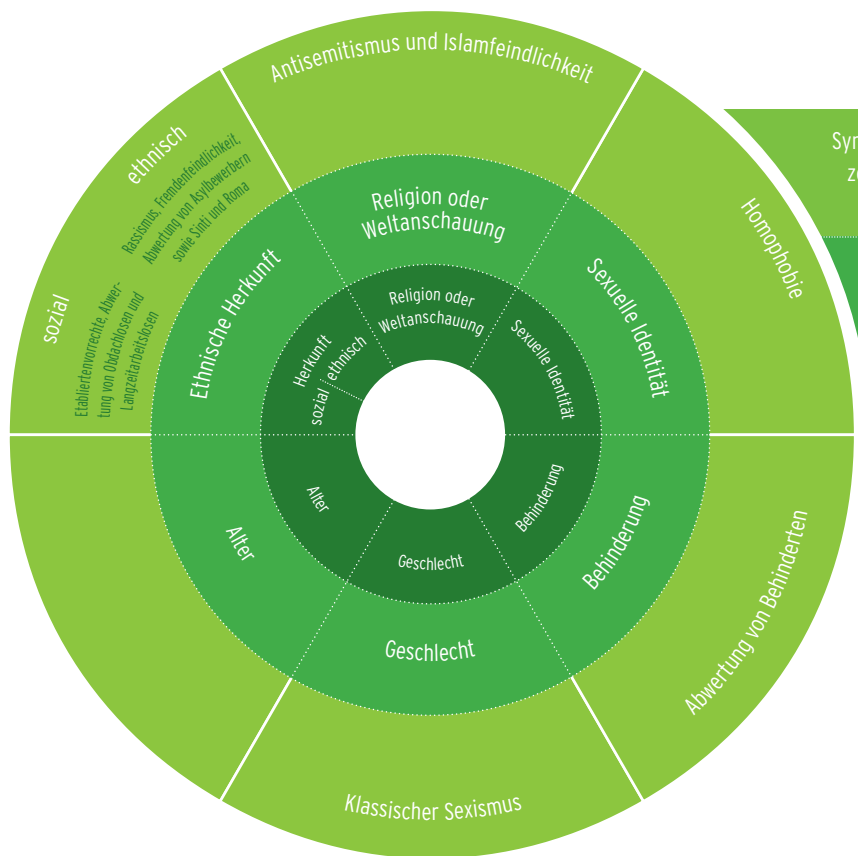 Antisemitismus und Islamfeindlichkeit
ethnisch
Rassismus, Fremdenfeindlichkeit,
Abwertung von Asylbewerbern
sowie Sinti und Roma
sozial
Etabliertenvorrechte, Abwer-
tung von Obdachlosen und
Langzeitarbeitslosen
Homophobie
Abwertung von Behinderten
Klassischer Sexismus
Religion oder
Weltanschauung
Sexuelle Identität
Behinderung
Geschlecht
Alter
Ethnische Herkunft
Religion oder
Weltanschauung
Sexuelle Identität
Behinderung
Geschlecht
Alter
Herkunft
ethnisch
sozial